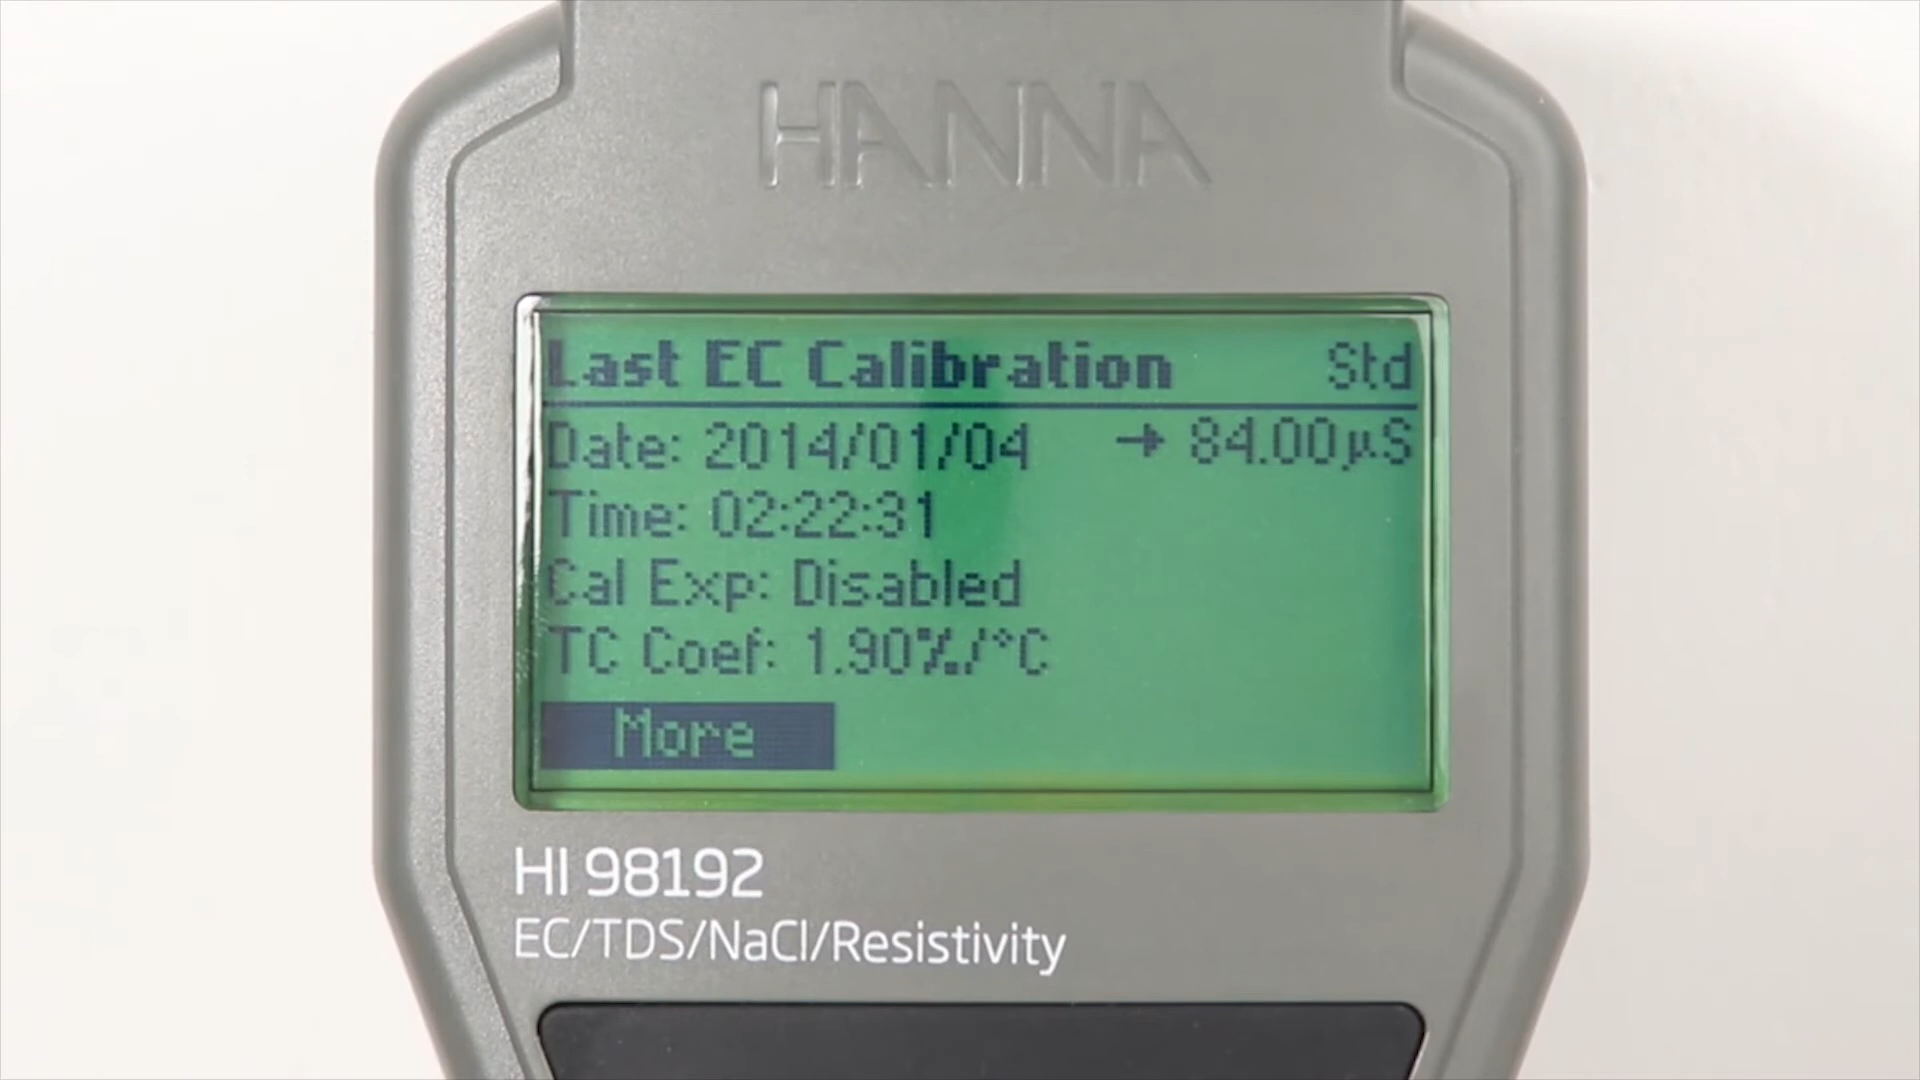 HANNA
Last EC Calibration Std
Date: 2014/01/04 → 84.00µS
Time: 02:22:31
Cal Exp: Disabled
TC Coef: 1.90%/°C
More
HI 98192
EC/TDS/NaCl/Resistivity